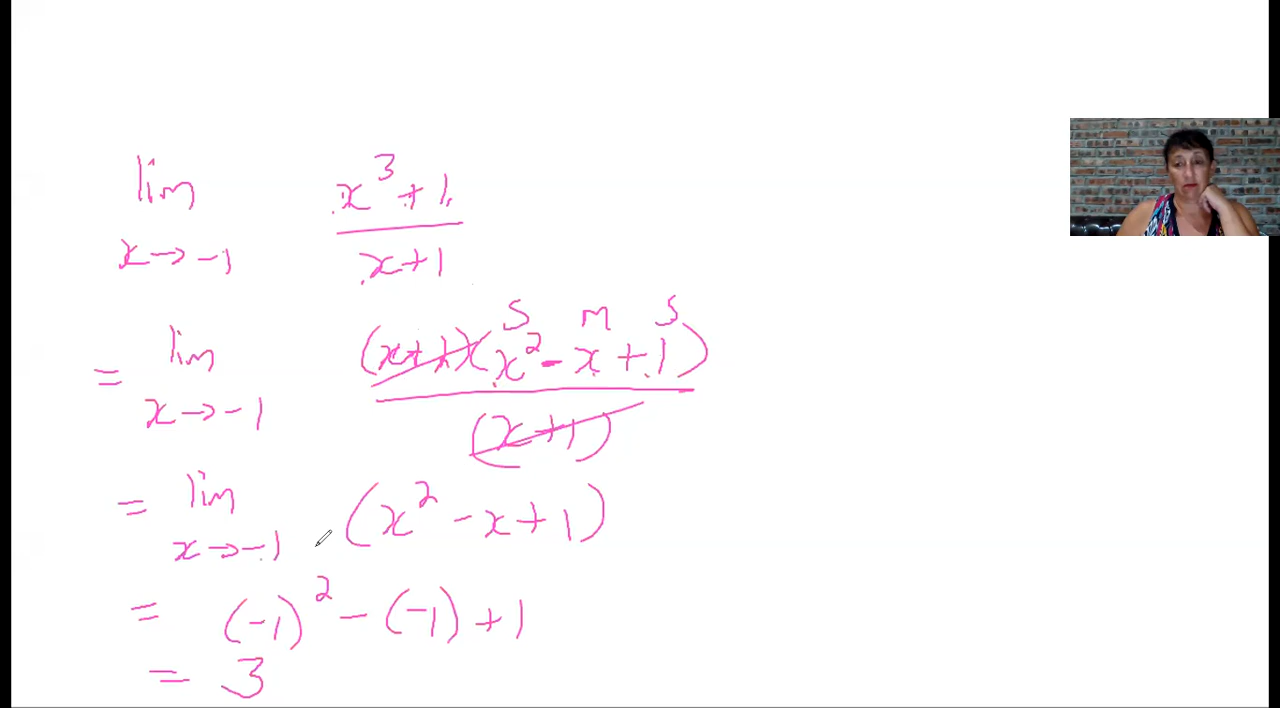 lim x³ + 1
x → -1 x + 1
S m S
= lim (x + 1)(x² - x + 1)
x → -1 (x + 1)
= lim (x² - x + 1)
x → -1
= (-1)² - (-1) + 1
= 3